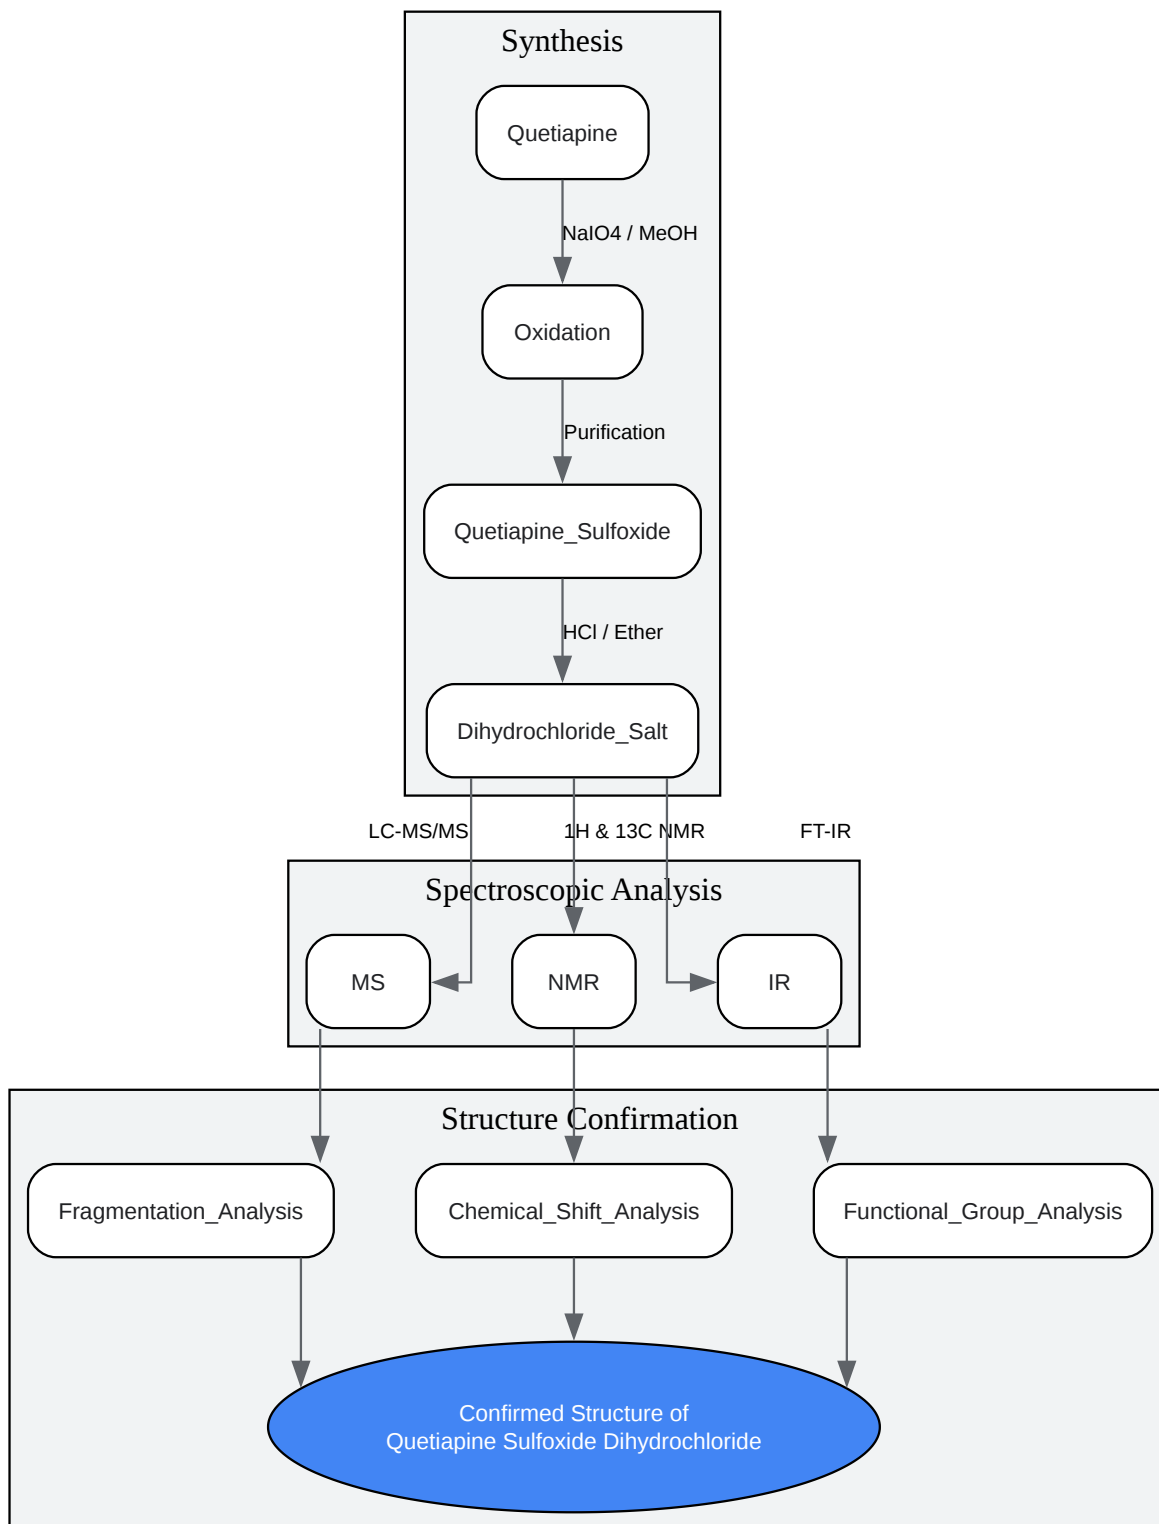 Synthesis
Quetiapine
NaIO4 / MeOH
Oxidation
Purification
Quetiapine_Sulfoxide
HCl / Ether
Dihydrochloride_Salt
LC-MS/MS
1H & 13C NMR
FT-IR
Spectroscopic Analysis
MS
NMR
IR
Structure Confirmation
Fragmentation_Analysis
Chemical_Shift_Analysis
Functional_Group_Analysis
Confirmed Structure of
Quetiapine Sulfoxide Dihydrochloride